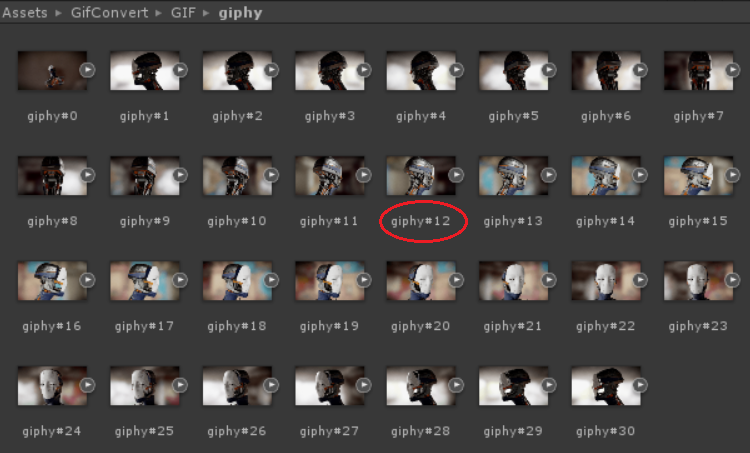 Assets ▸ GifConvert ▸ GIF ▸ giphy
giphy#0 giphy#1 giphy#2 giphy#3 giphy#4 giphy#5 giphy#6 giphy#7
giphy#8 giphy#9 giphy#10 giphy#11 giphy#12 giphy#13 giphy#14 giphy#15
giphy#16 giphy#17 giphy#18 giphy#19 giphy#20 giphy#21 giphy#22 giphy#23
giphy#24 giphy#25 giphy#26 giphy#27 giphy#28 giphy#29 giphy#30